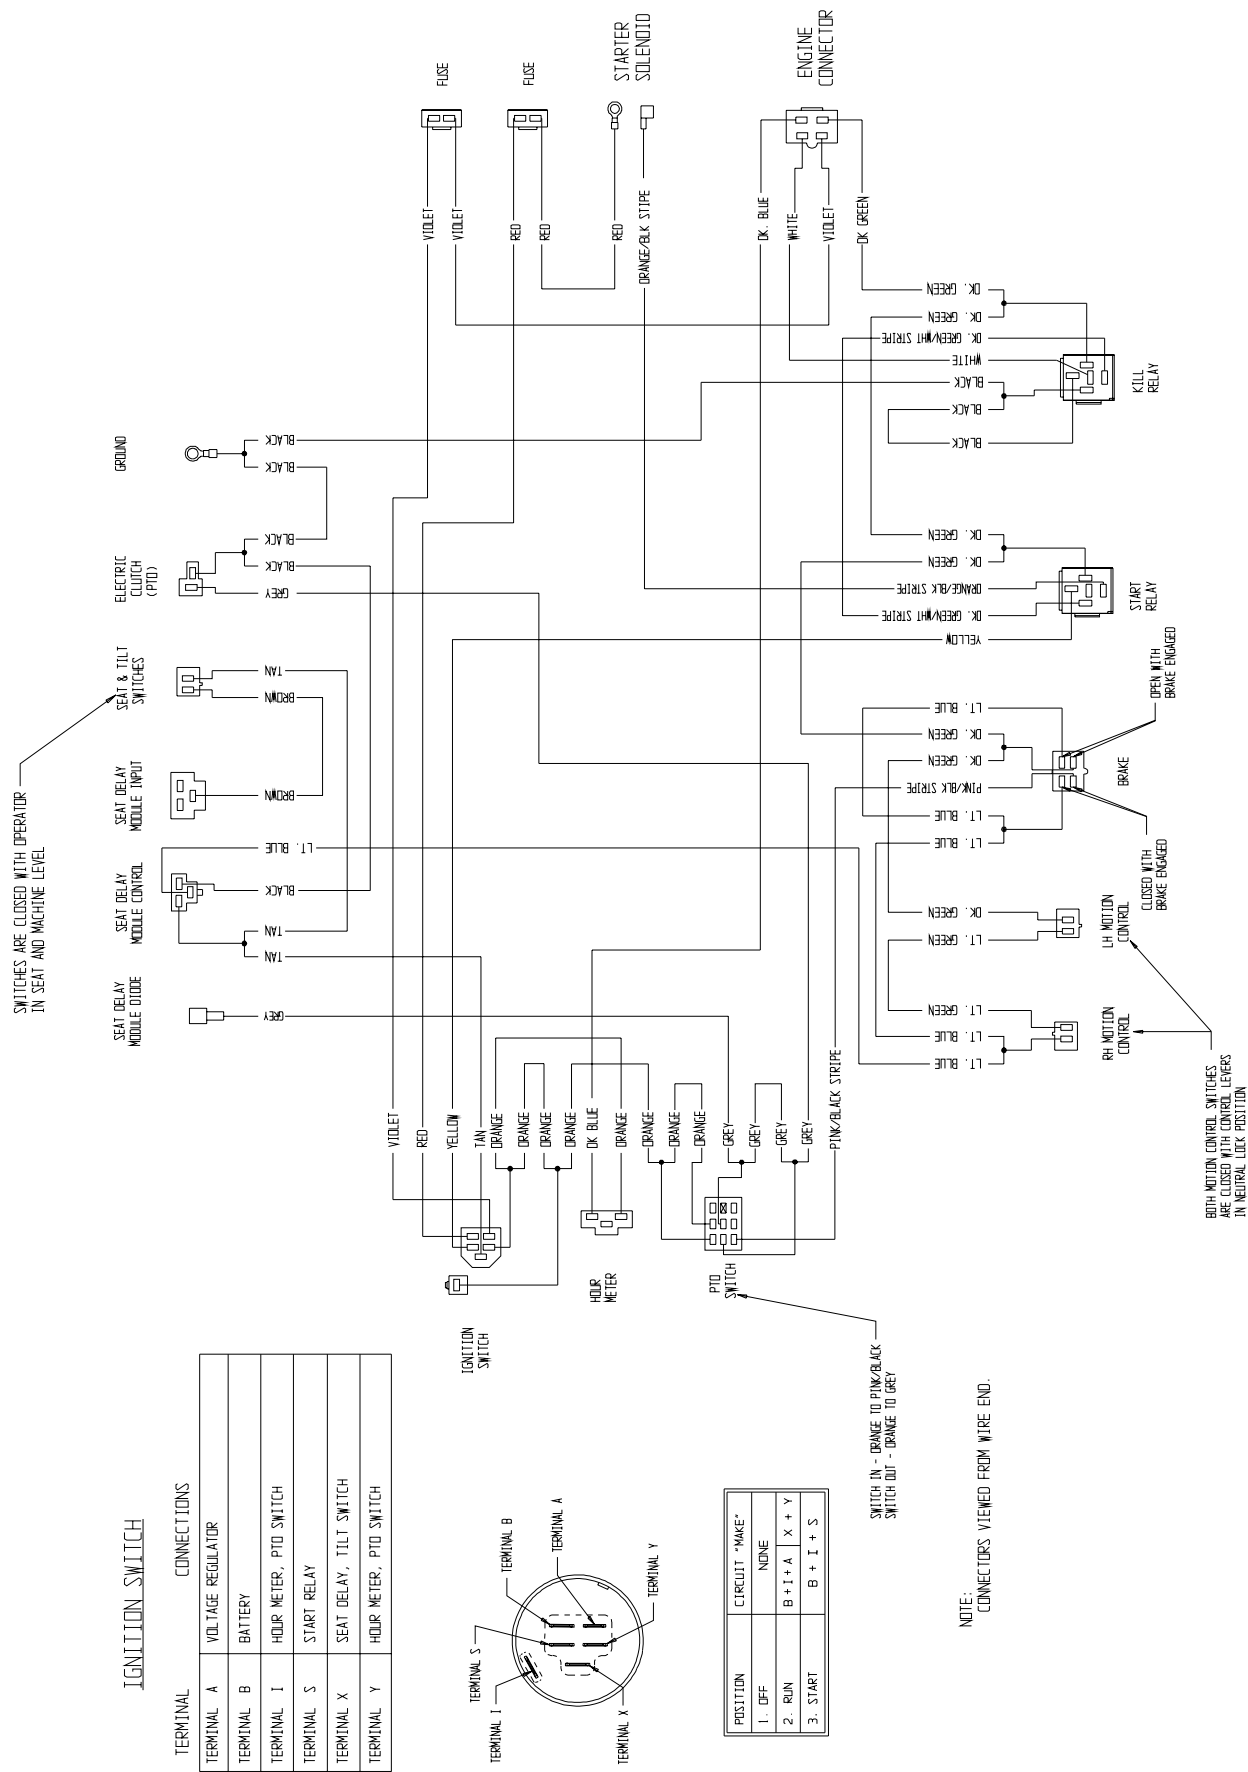 FUSE
FUSE
STARTER
SOLENOID
ENGINE
CONNECTOR
VIOLET
VIOLET
RED
RED
RED
ORANGE/BLK STIPE
DK. BLUE
WHITE
VIOLET
DK GREEN
DK. GREEN
DK. GREEN
DK. GREEN/WHT STRIPE
WHITE
BLACK
BLACK
BLACK
KILL
RELAY
GROUND
BLACK
BLACK
ELECTRIC
CLUTCH
(PTO)
BLACK
BLACK
GREY
DK. GREEN
DK. GREEN
ORANGE/BLK STRIPE
DK. GREEN/WHT STRIPE
YELLOW
START
RELAY
SEAT & TILT
SWITCHES
TAN
BROWN
SWITCHES ARE CLOSED WITH OPERATOR
IN SEAT AND MACHINE LEVEL
SEAT DELAY
MODULE INPUT
BROWN
OPEN WITH
BRAKE ENGAGED
LT. BLUE
DK. GREEN
DK. GREEN
PINK/BLK STRIPE
LT. BLUE
LT. BLUE
BRAKE
CLOSED WITH
BRAKE ENGAGED
SEAT DELAY
MODULE CONTROL
LT. BLUE
BLACK
TAN
TAN
DK. GREEN
LT. GREEN
LH MOTION
CONTROL
SEAT DELAY
MODULE DIODE
GREY
LT. GREEN
LT. BLUE
LT. BLUE
RH MOTION
CONTROL
BOTH MOTION CONTROL SWITCHES
ARE CLOSED WITH CONTROL LEVERS
IN NEUTRAL LOCK POSITION
VIOLET
RED
YELLOW
TAN
ORANGE
ORANGE
ORANGE
ORANGE
DK BLUE
ORANGE
ORANGE
ORANGE
ORANGE
GREY
GREY
GREY
GREY
PINK/BLACK STRIPE
IGNITION
SWITCH
HOUR
METER
PTO
SWITCH
SWITCH IN - ORANGE TO PINK/BLACK
SWITCH OUT - ORANGE TO GREY
IGNITION SWITCH
TERMINAL CONNECTIONS
TERMINAL A VOLTAGE REGULATOR
TERMINAL B BATTERY
TERMINAL I HOUR METER, PTO SWITCH
TERMINAL S START RELAY
TERMINAL X SEAT DELAY, TILT SWITCH
TERMINAL Y HOUR METER, PTO SWITCH
TERMINAL I
TERMINAL S
TERMINAL B
TERMINAL A
TERMINAL X
TERMINAL Y
POSITION CIRCUIT "MAKE"
1. OFF NONE
2. RUN B+I+A X + Y
3. START B + I + S
NOTE:
CONNECTORS VIEWED FROM WIRE END.